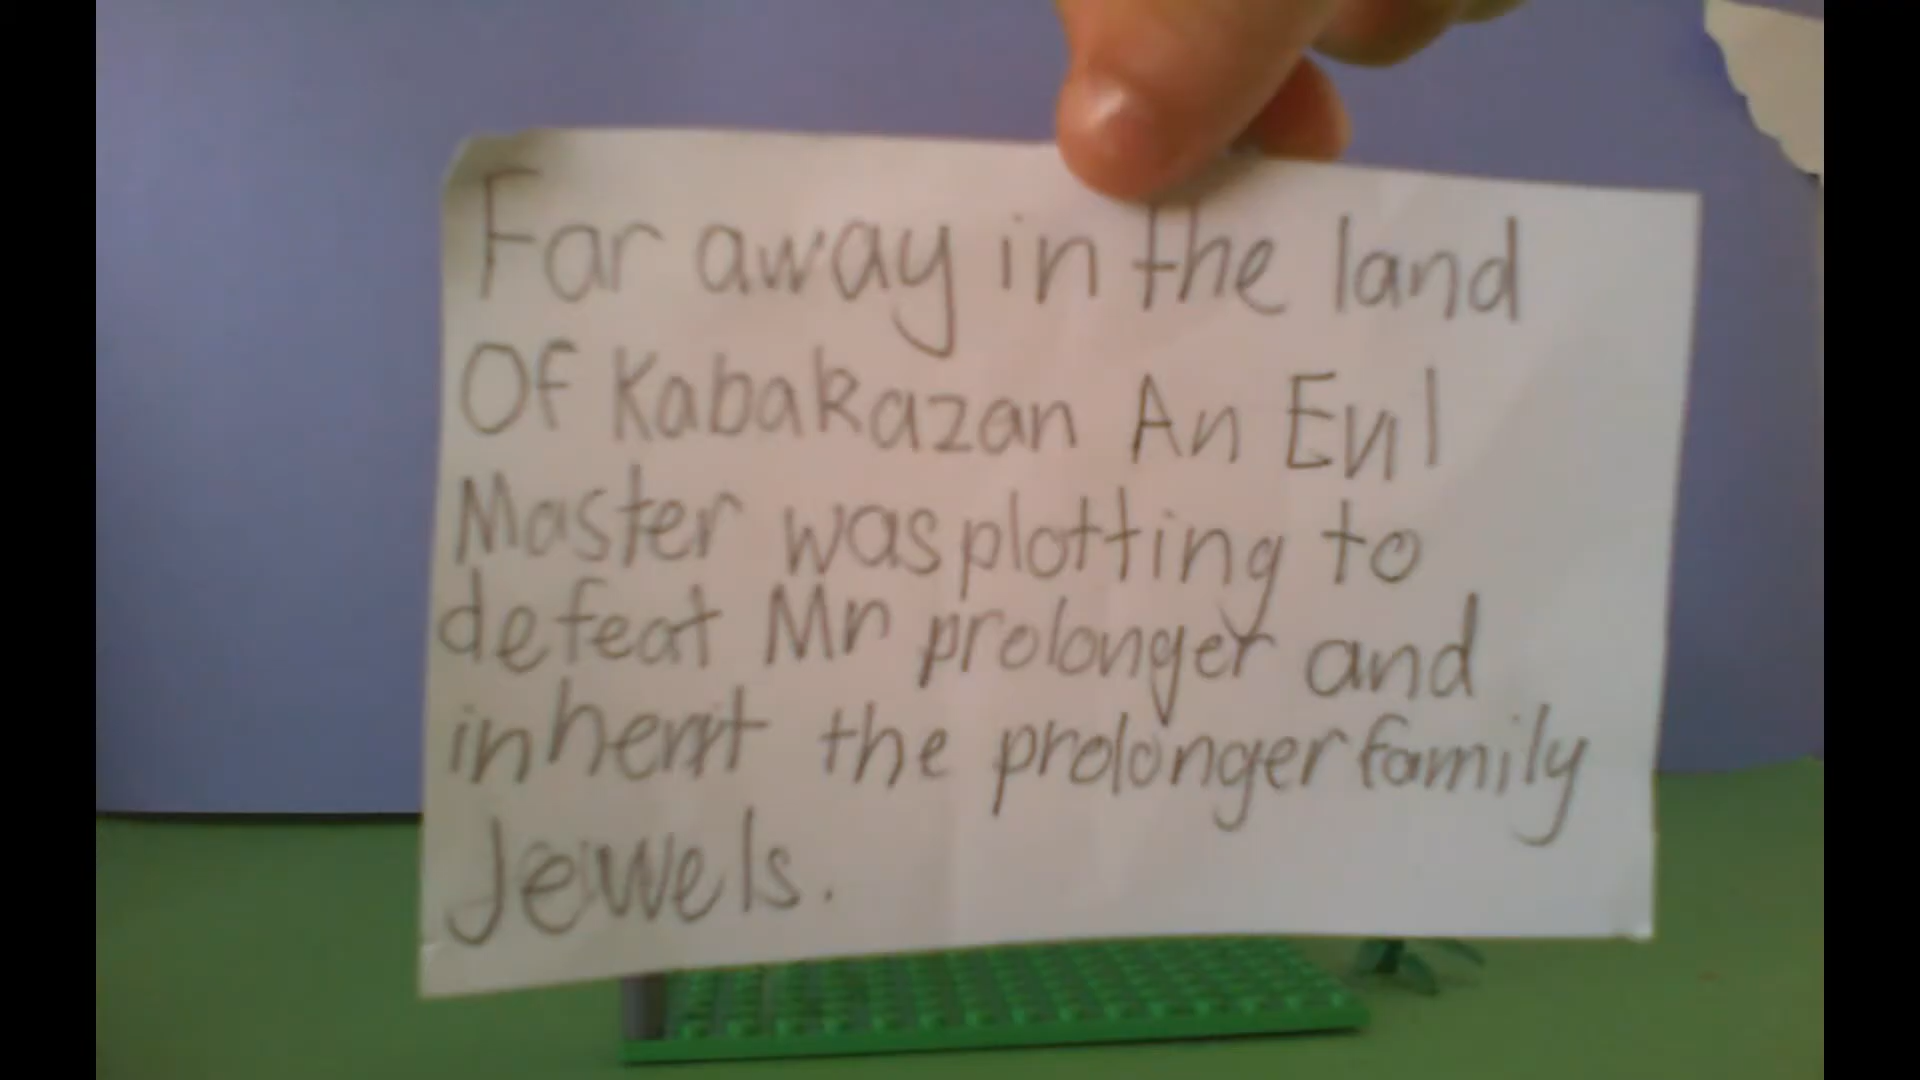 Far away in the land
Of Kabakazan An Evil
Master was plotting to
defeat Mr prolonger and
inherit the prolonger family
Jewels.